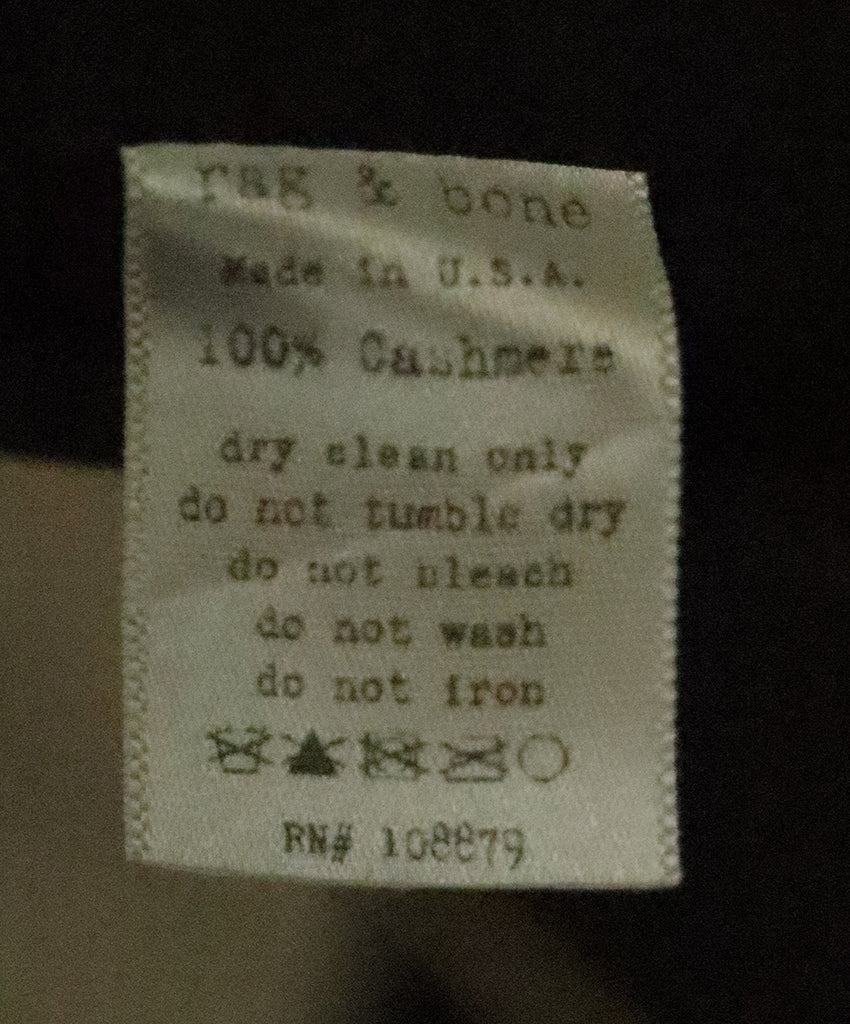 rag & bone
Made in U.S.A.
100% Cashmere
dry clean only
do not tumble dry
do not bleach
do not wash
do not iron
RN# 108879